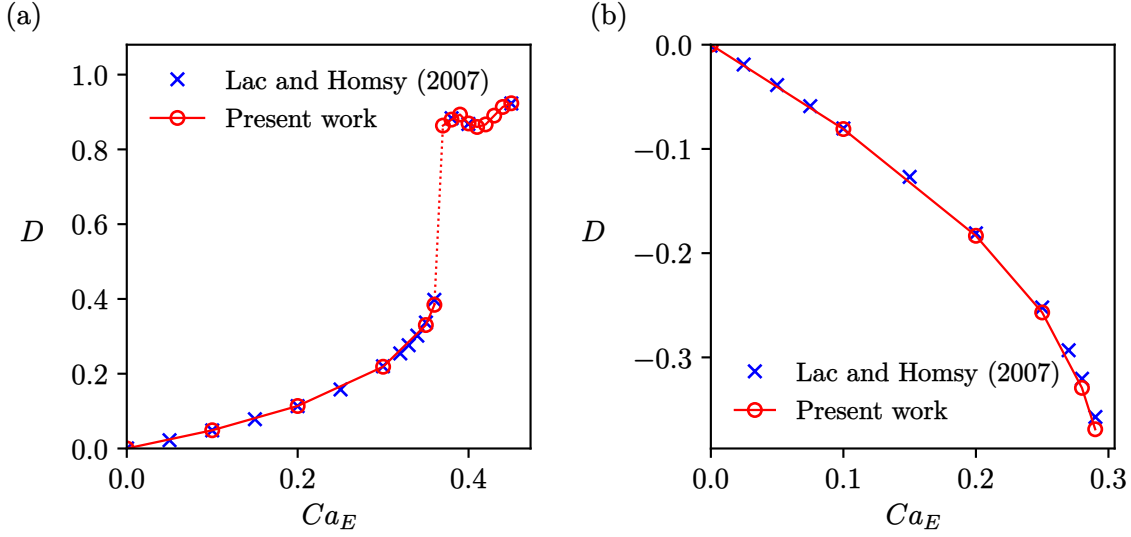 (a)
1.0
0.8
0.6
0.4
0.2
0.0
D
0.0 0.2 0.4
Ca_E
Lac and Homsy (2007)
Present work
(b)
0.0
−0.1
−0.2
−0.3
D
0.0 0.1 0.2 0.3
Ca_E
Lac and Homsy (2007)
Present work